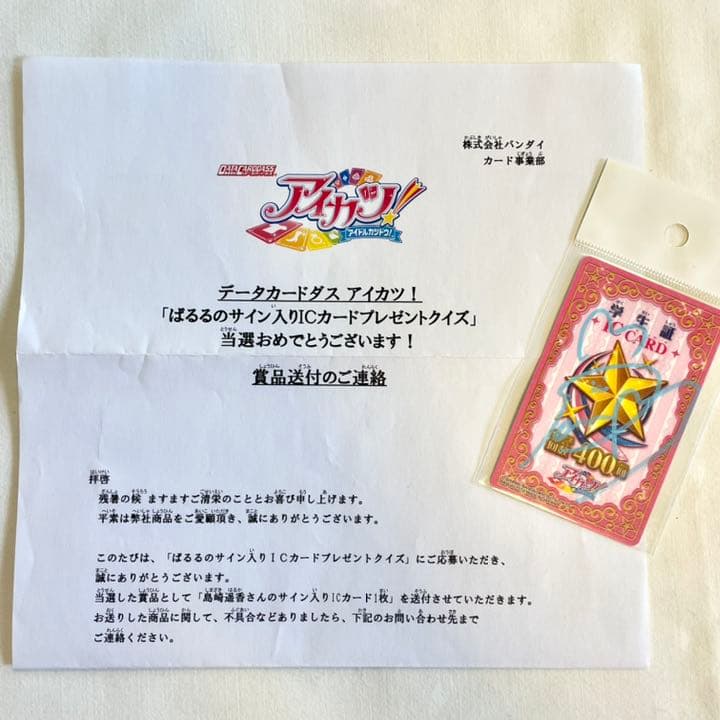 株式会社バンダイ
カード事業部
DATA CARDDASS
アイカツ!
アイドルカツドウ!
データカードダス アイカツ！
「ぱるるのサイン入りICカードプレゼントクイズ」
当選おめでとうございます！
賞品送付のご連絡
拝啓
残暑の候 ますますご清栄のこととお喜び申し上げます。
平素は弊社商品をご愛顧頂き、誠にありがとうございます。
このたびは、「ぱるるのサイン入りＩＣカードプレゼントクイズ」にご応募いただき、
誠にありがとうございます。
当選した賞品として「島崎遥香さんのサイン入りICカード1枚」を送付させていただきます。
お送りした商品に関して、不具合などありましたら、下記のお問い合わせ先まで
ご連絡ください。
学生証
IC CARD
400回
アイカツ!